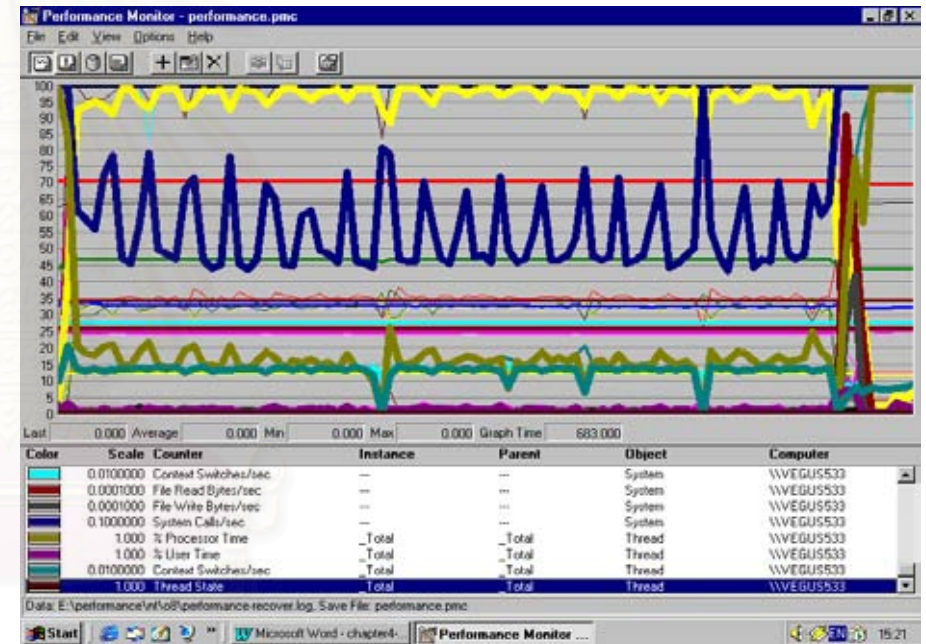 Performance Monitor - performance.pmc
File Edit View Options Help
100
95
90
85
80
75
70
65
60
55
50
45
40
35
30
25
20
15
10
5
0
Last 0.000 Average 0.000 Min 0.000 Max 0.000 Graph Time 683.000
Color Scale Counter Instance Parent Object Computer
0.0100000 Context Switches/sec --- --- System \\VEGUS533
0.0001000 File Read Bytes/sec --- --- System \\VEGUS533
0.0001000 File Write Bytes/sec --- --- System \\VEGUS533
0.1000000 System Calls/sec --- --- System \\VEGUS533
1.000 % Processor Time _Total _Total Thread \\VEGUS533
1.000 % User Time _Total _Total Thread \\VEGUS533
0.0100000 Context Switches/sec _Total _Total Thread \\VEGUS533
1.000 Thread State _Total _Total Thread \\VEGUS533
Data: E:\performance\nt\o8\performance-recover.log, Save File: performance.pmc
Start Microsoft Word - chapter4-... Performance Monitor ... 15:21